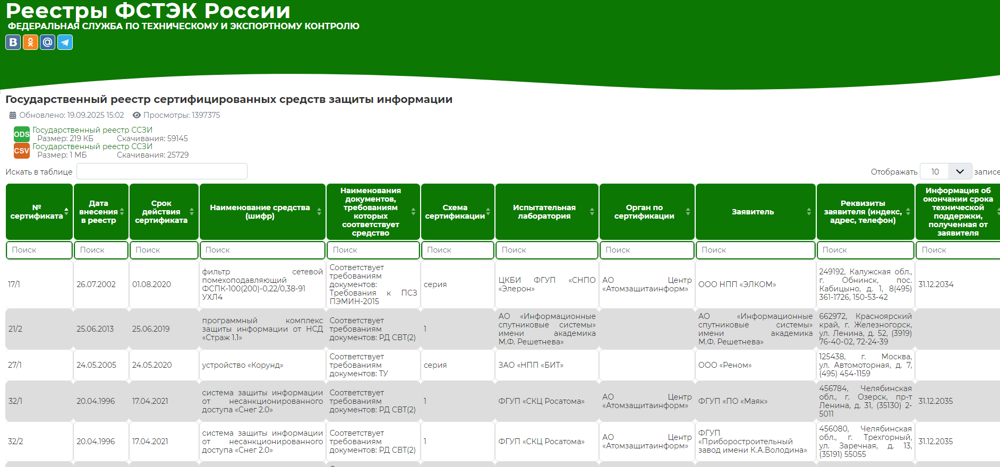 Реестры ФСТЭК России
ФЕДЕРАЛЬНАЯ СЛУЖБА ПО ТЕХНИЧЕСКОМУ И ЭКСПОРТНОМУ КОНТРОЛЮ
Государственный реестр сертифицированных средств защиты информации
Обновлено: 19.09.2025 15:02 Просмотры: 1397375
ODS Государственный реестр ССЗИ
Размер: 219 КБ Скачивания: 59145
CSV Государственный реестр ССЗИ
Размер: 1 МБ Скачивания: 25729
Искать в таблице
Отображать 10 записе
№
сертификата
Дата
внесения
в реестр
Срок
действия
сертификата
Наименование средства
(шифр)
Наименования
документов,
требованиям
которых
соответствует
средство
Схема
сертификации
Испытательная
лаборатория
Орган по
сертификации
Заявитель
Реквизиты
заявителя (индекс,
адрес, телефон)
Информация об
окончании срока
технической
поддержки,
полученная от
заявителя
Поиск Поиск Поиск Поиск Поиск Поиск Поиск Поиск Поиск Поиск Поиск
17/1
26.07.2002
01.08.2020
фильтр сетевой
помехоподавляющий
ФСПК-100(200)-0,22/0,38-91
УХЛ4
Соответствует
требованиям
документов:
Требования к ПСЗ
ПЭМИН-2015
серия
ЦКБИ ФГУП «СНПО
«Элерон»
АО Центр
«Атомзащитаинформ»
ООО НПП «ЭЛКОМ»
249192, Калужская обл.,
г. Обнинск, пос.
Кабицыно, д. 1, 8(495)
361-1726, 150-53-42
31.12.2034
21/2
25.06.2013
25.06.2019
программный комплекс
защиты информации от НСД
«Страж 1.1»
Соответствует
требованиям
документов: РД СВТ(2)
1
АО «Информационные
спутниковые системы»
имени академика
М.Ф. Решетнева»
АО «Информационные
спутниковые системы»
имени академика
М.Ф. Решетнева»
662972, Красноярский
край, г. Железногорск,
ул. Ленина, д. 52, (3919)
76-40-02, 72-24-39
27/1
24.05.2005
24.05.2020
устройство «Корунд»
Соответствует
требованиям
документов: ТУ
серия
ЗАО «НПП «БИТ»
ООО «Реном»
125438, г. Москва,
ул. Автомоторная, д. 7,
(495) 454-1159
32/1
20.04.1996
17.04.2021
система защиты информации
от несанкционированного
доступа «Снег 2.0»
Соответствует
требованиям
документов: РД СВТ(2)
1
ФГУП «СКЦ Росатома»
АО Центр
«Атомзащитаинформ»
ФГУП «ПО «Маяк»
456784, Челябинская
обл., г. Озерск, пр-т
Ленина, д. 31, (35130) 2-
5011
31.12.2035
32/2
20.04.1996
17.04.2021
система защиты информации
от несанкционированного
доступа «Снег 2.0»
Соответствует
требованиям
документов: РД СВТ(2)
1
ФГУП «СКЦ Росатома»
АО Центр
«Атомзащитаинформ»
ФГУП
«Приборостроительный
завод имени К.А.Володина»
456080, Челябинская
обл., г. Трехгорный,
ул. Заречная, д. 13,
(35191) 55055
31.12.2035